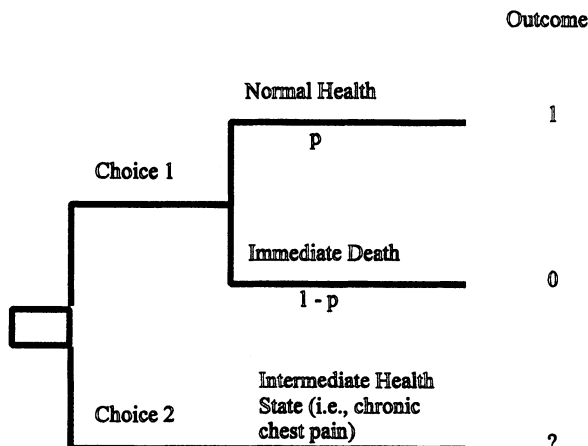 Outcome
Normal Health
1
p
Choice 1
Immediate Death
0
1 - p
Intermediate Health
State (i.e., chronic
chest pain)
Choice 2
?